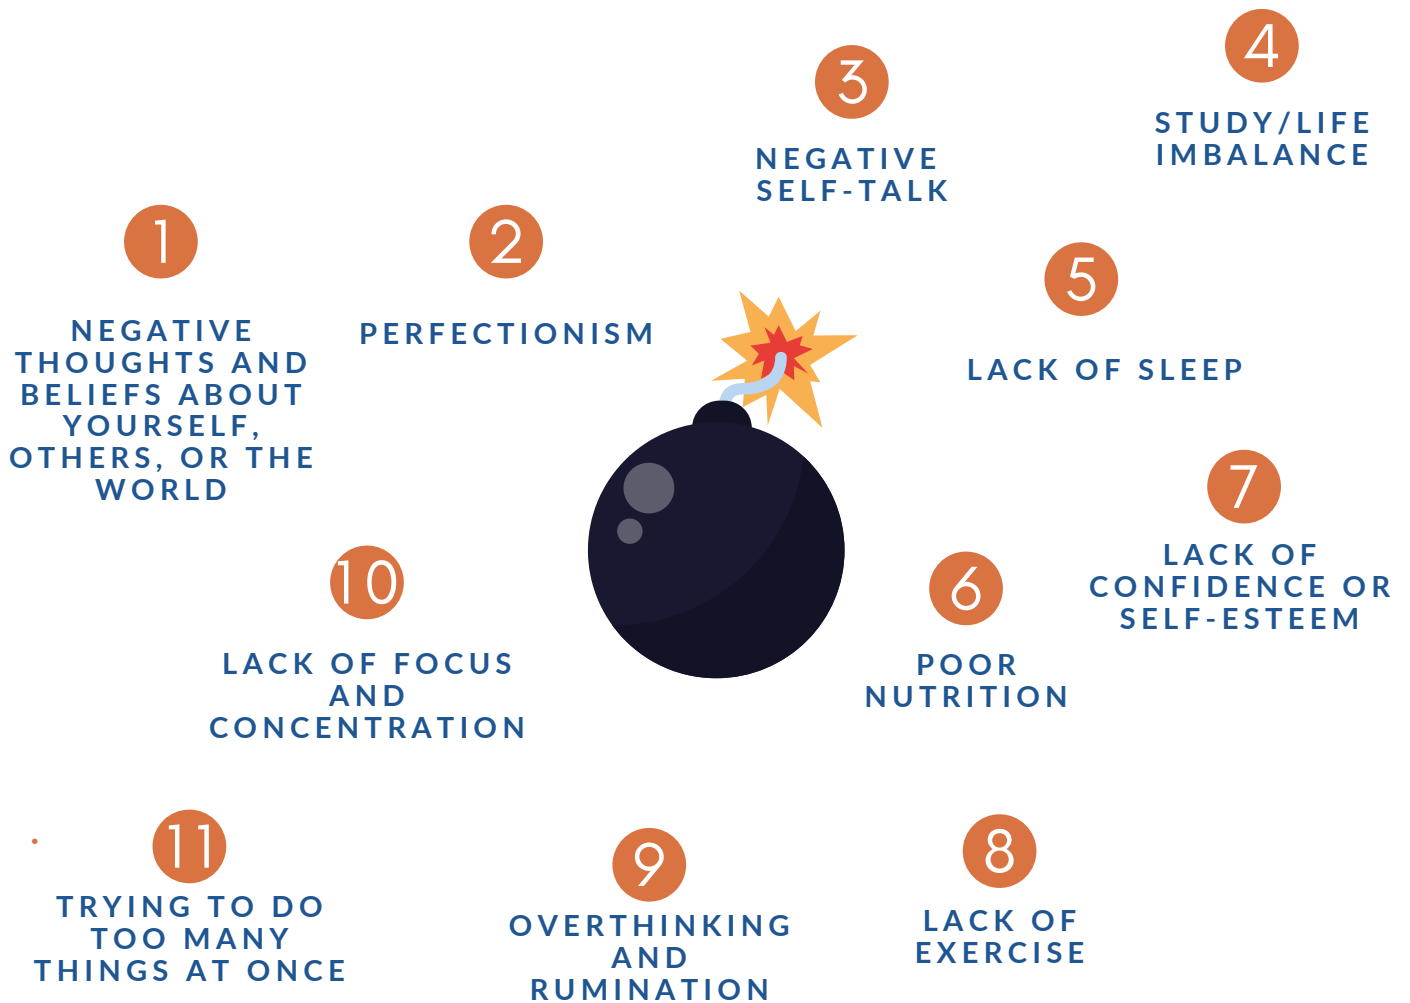 1
NEGATIVE
THOUGHTS AND
BELIEFS ABOUT
YOURSELF,
OTHERS, OR THE
WORLD
2
PERFECTIONISM
3
NEGATIVE
SELF-TALK
4
STUDY/LIFE
IMBALANCE
5
LACK OF SLEEP
6
POOR
NUTRITION
7
LACK OF
CONFIDENCE OR
SELF-ESTEEM
8
LACK OF
EXERCISE
9
OVERTHINKING
AND
RUMINATION
10
LACK OF FOCUS
AND
CONCENTRATION
11
TRYING TO DO
TOO MANY
THINGS AT ONCE